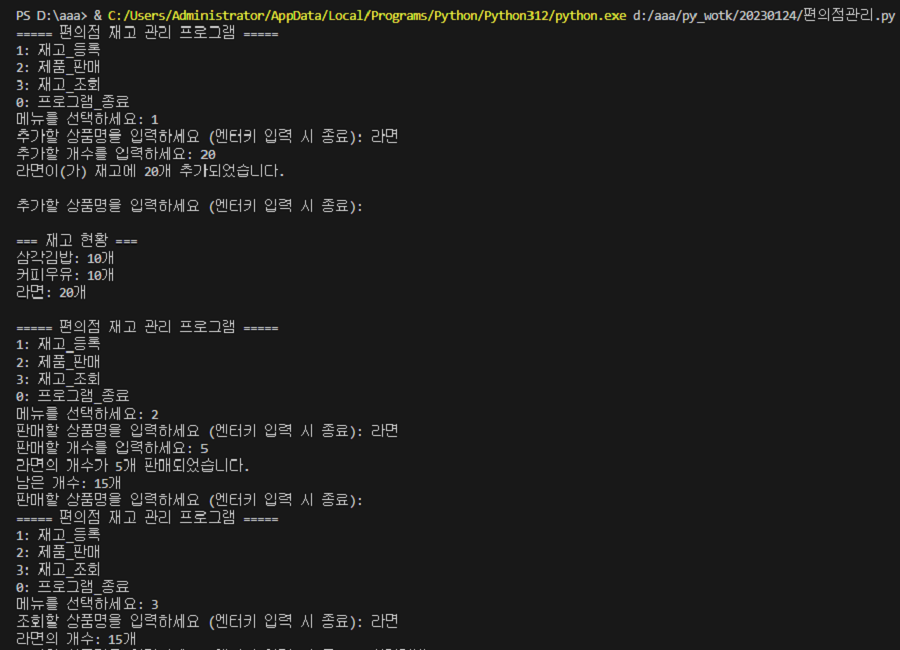 PS D:\aaa> & C:/Users/Administrator/AppData/Local/Programs/Python/Python312/python.exe d:/aaa/py_wotk/20230124/편의점관리.py
===== 편의점 재고 관리 프로그램 =====
1: 재고_등록
2: 제품_판매
3: 재고_조회
0: 프로그램_종료
메뉴를 선택하세요: 1
추가할 상품명을 입력하세요 (엔터키 입력 시 종료): 라면
추가할 개수를 입력하세요: 20
라면이(가) 재고에 20개 추가되었습니다.
추가할 상품명을 입력하세요 (엔터키 입력 시 종료):
=== 재고 현황 ===
삼각김밥: 10개
커피우유: 10개
라면: 20개
===== 편의점 재고 관리 프로그램 =====
1: 재고_등록
2: 제품_판매
3: 재고_조회
0: 프로그램_종료
메뉴를 선택하세요: 2
판매할 상품명을 입력하세요 (엔터키 입력 시 종료): 라면
판매할 개수를 입력하세요: 5
라면의 개수가 5개 판매되었습니다.
남은 개수: 15개
판매할 상품명을 입력하세요 (엔터키 입력 시 종료):
===== 편의점 재고 관리 프로그램 =====
1: 재고_등록
2: 제품_판매
3: 재고_조회
0: 프로그램_종료
메뉴를 선택하세요: 3
조회할 상품명을 입력하세요 (엔터키 입력 시 종료): 라면
라면의 개수: 15개